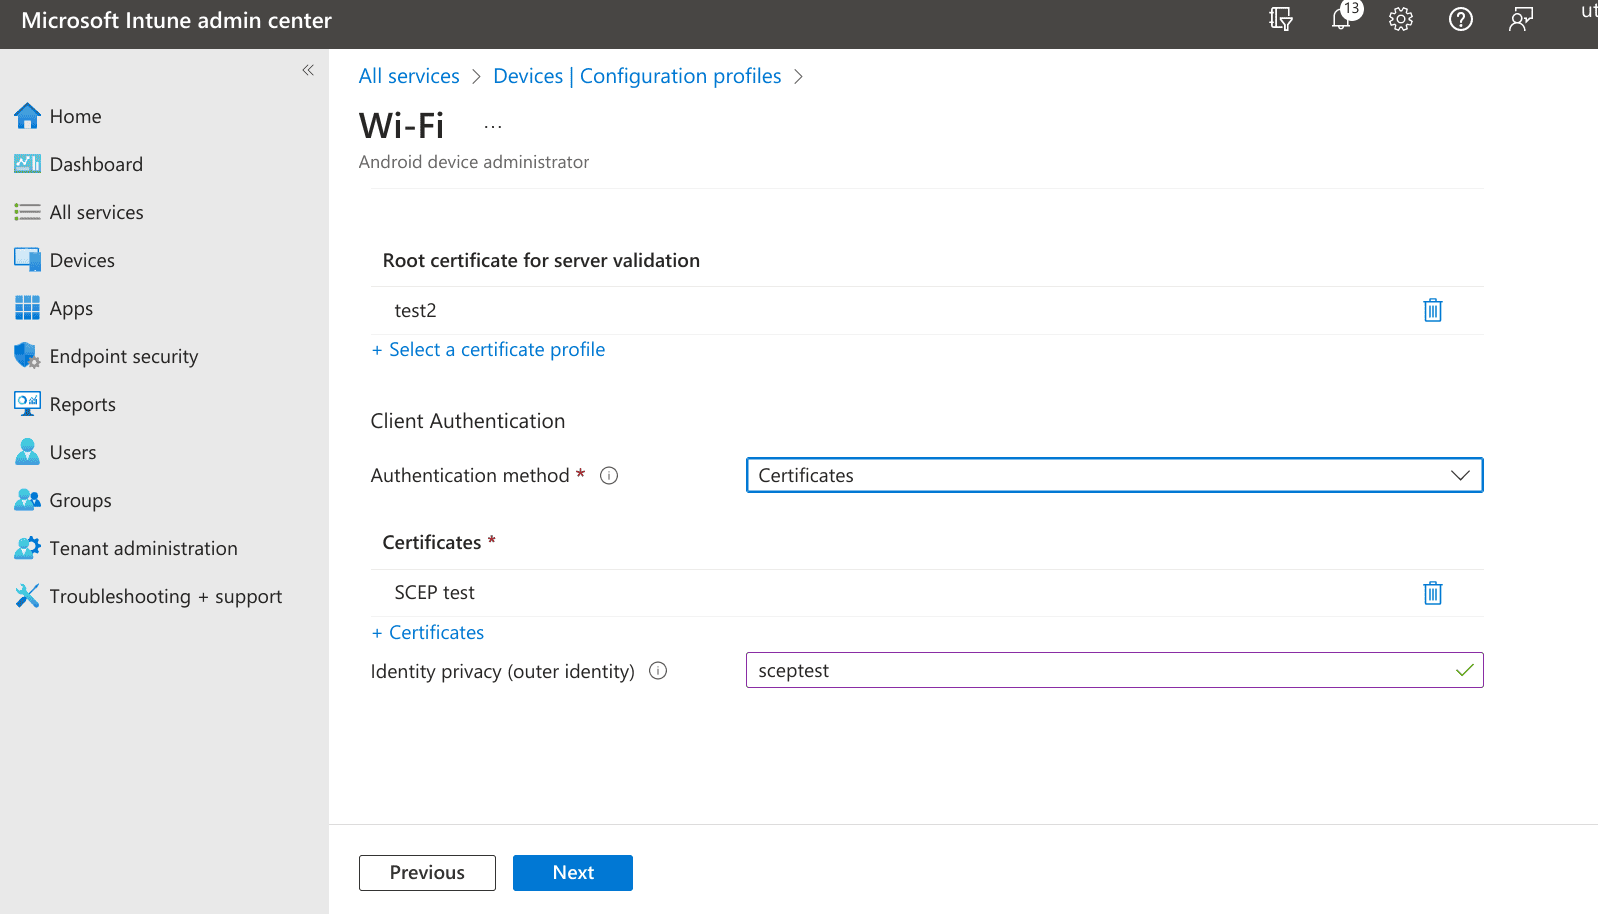 Microsoft Intune admin center
13
Home
Dashboard
All services
Devices
Apps
Endpoint security
Reports
Users
Groups
Tenant administration
Troubleshooting + support
All services > Devices | Configuration profiles >
Wi-Fi ...
Android device administrator
Root certificate for server validation
test2
+ Select a certificate profile
Client Authentication
Authentication method * Certificates
Certificates *
SCEP test
+ Certificates
Identity privacy (outer identity) sceptest
Previous Next